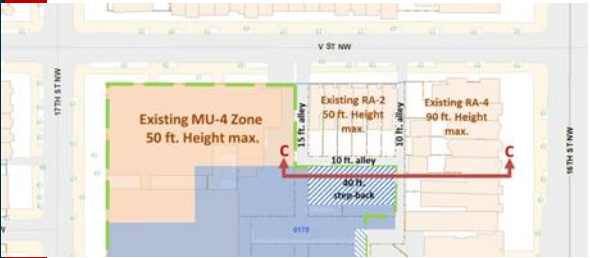 V ST NW
17TH ST NW
Existing MU-4 Zone
50 ft. Height max.
15 ft. alley
Existing RA-2
50 ft. Height
max.
10 ft. alley
Existing RA-4
90 ft. Height
max.
16TH ST NW
C
C
10 ft. alley
40 ft.
step-back
0178
W